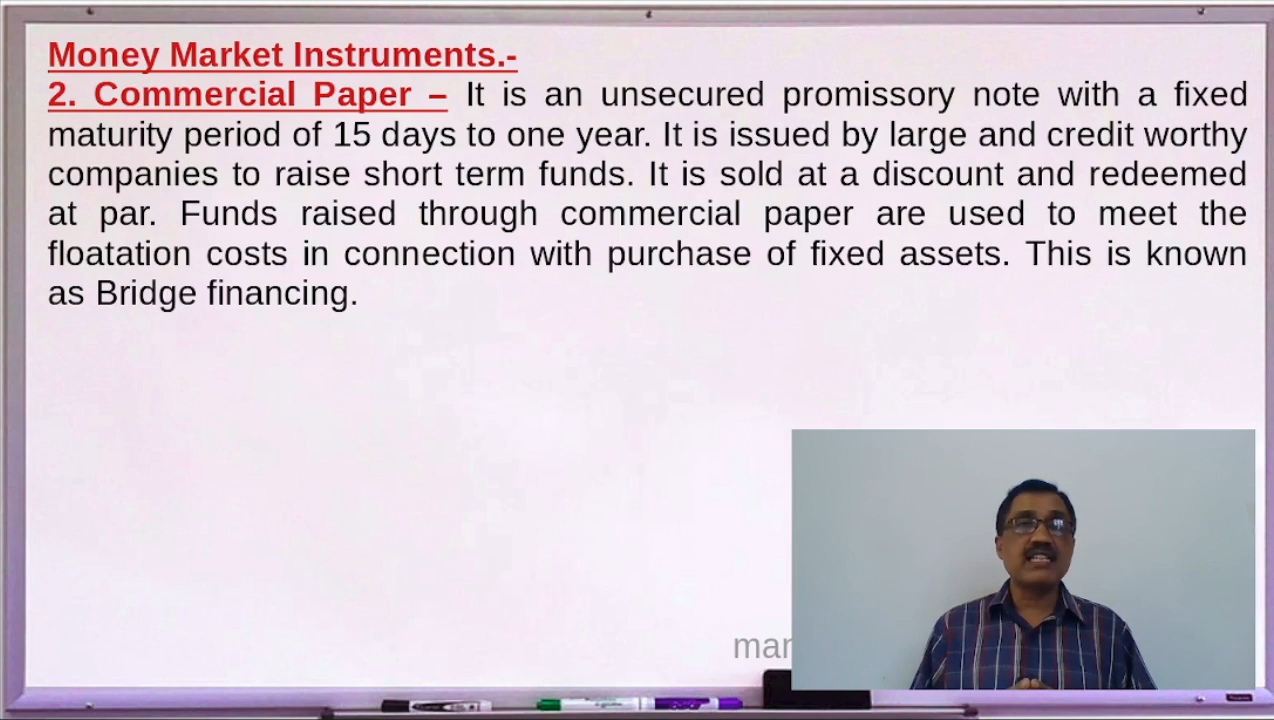 Money Market Instruments.-
2. Commercial Paper – It is an unsecured promissory note with a fixed
maturity period of 15 days to one year. It is issued by large and credit worthy
companies to raise short term funds. It is sold at a discount and redeemed
at par. Funds raised through commercial paper are used to meet the
floatation costs in connection with purchase of fixed assets. This is known
as Bridge financing.